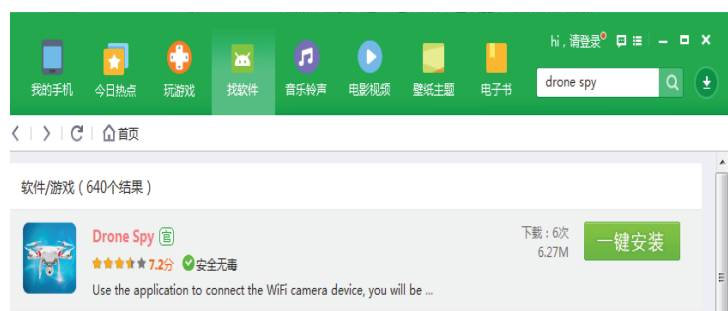 hi，请登录
我的手机 今日热点 玩游戏 找软件 音乐铃声 电影视频 壁纸主题 电子书
drone spy
首页
软件/游戏（640个结果）
Drone Spy 官
下载：6次
7.2分 安全无毒
6.27M
一键安装
Use the application to connect the WiFi camera device, you will be ...